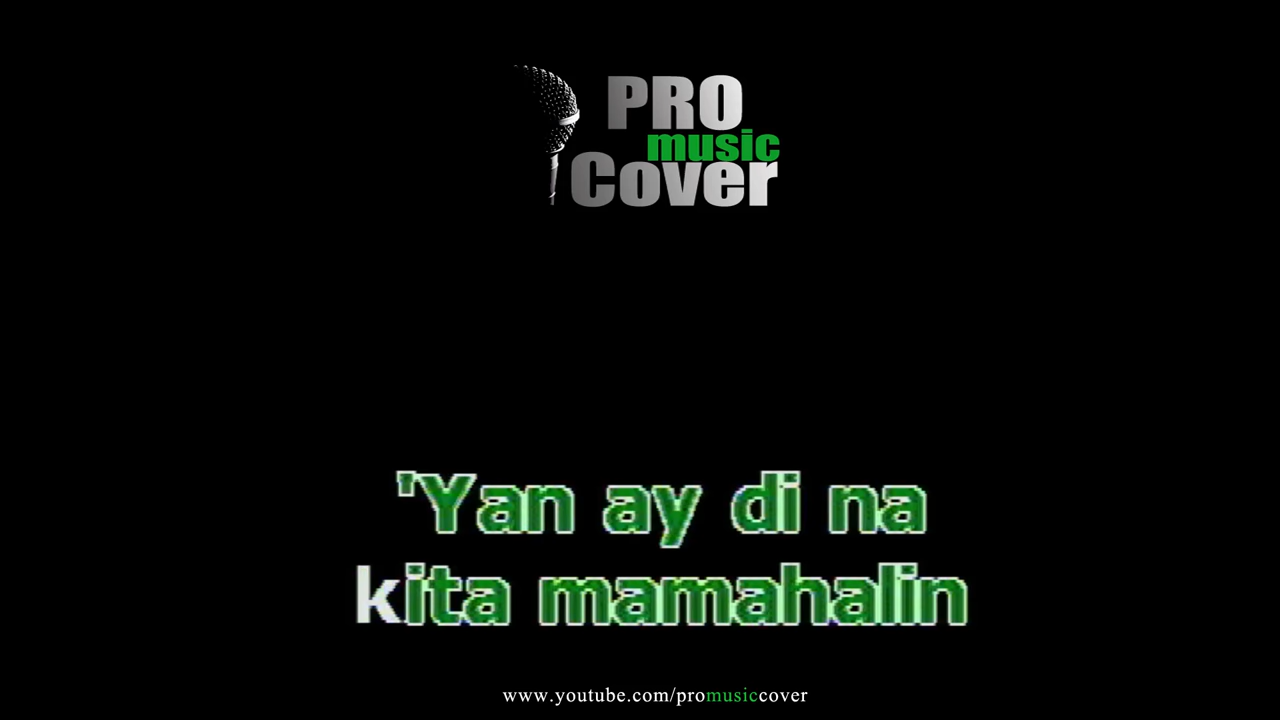 PRO
music
Cover
'Yan ay di na
kita mamahalin
www.youtube.com/promusiccover